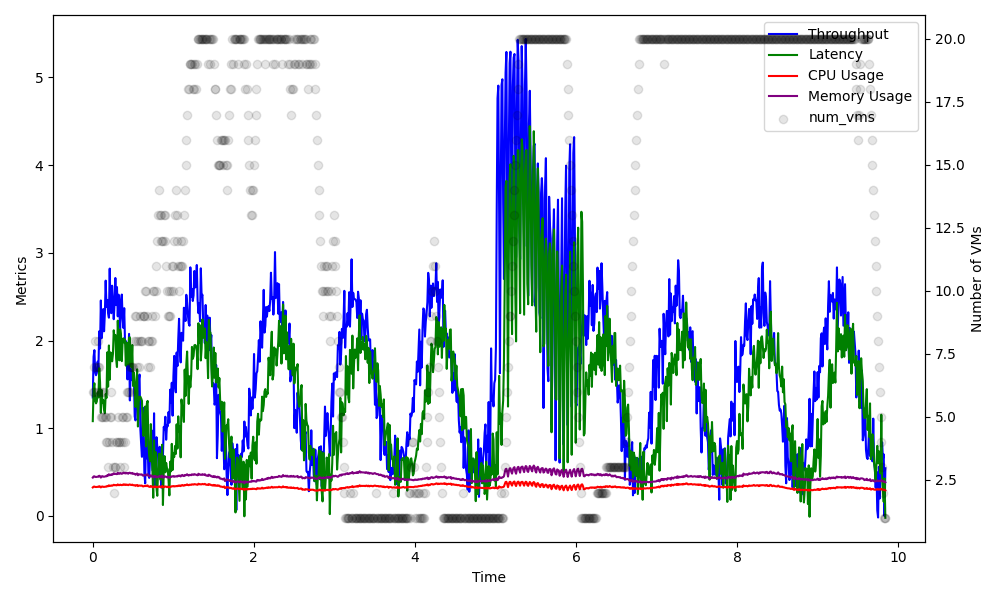 Throughput
Latency
CPU Usage
Memory Usage
num_vms
Metrics
5
4
3
2
1
0
20.0
17.5
15.0
12.5
10.0
7.5
5.0
2.5
Number of VMs
0 2 4 6 8 10
Time